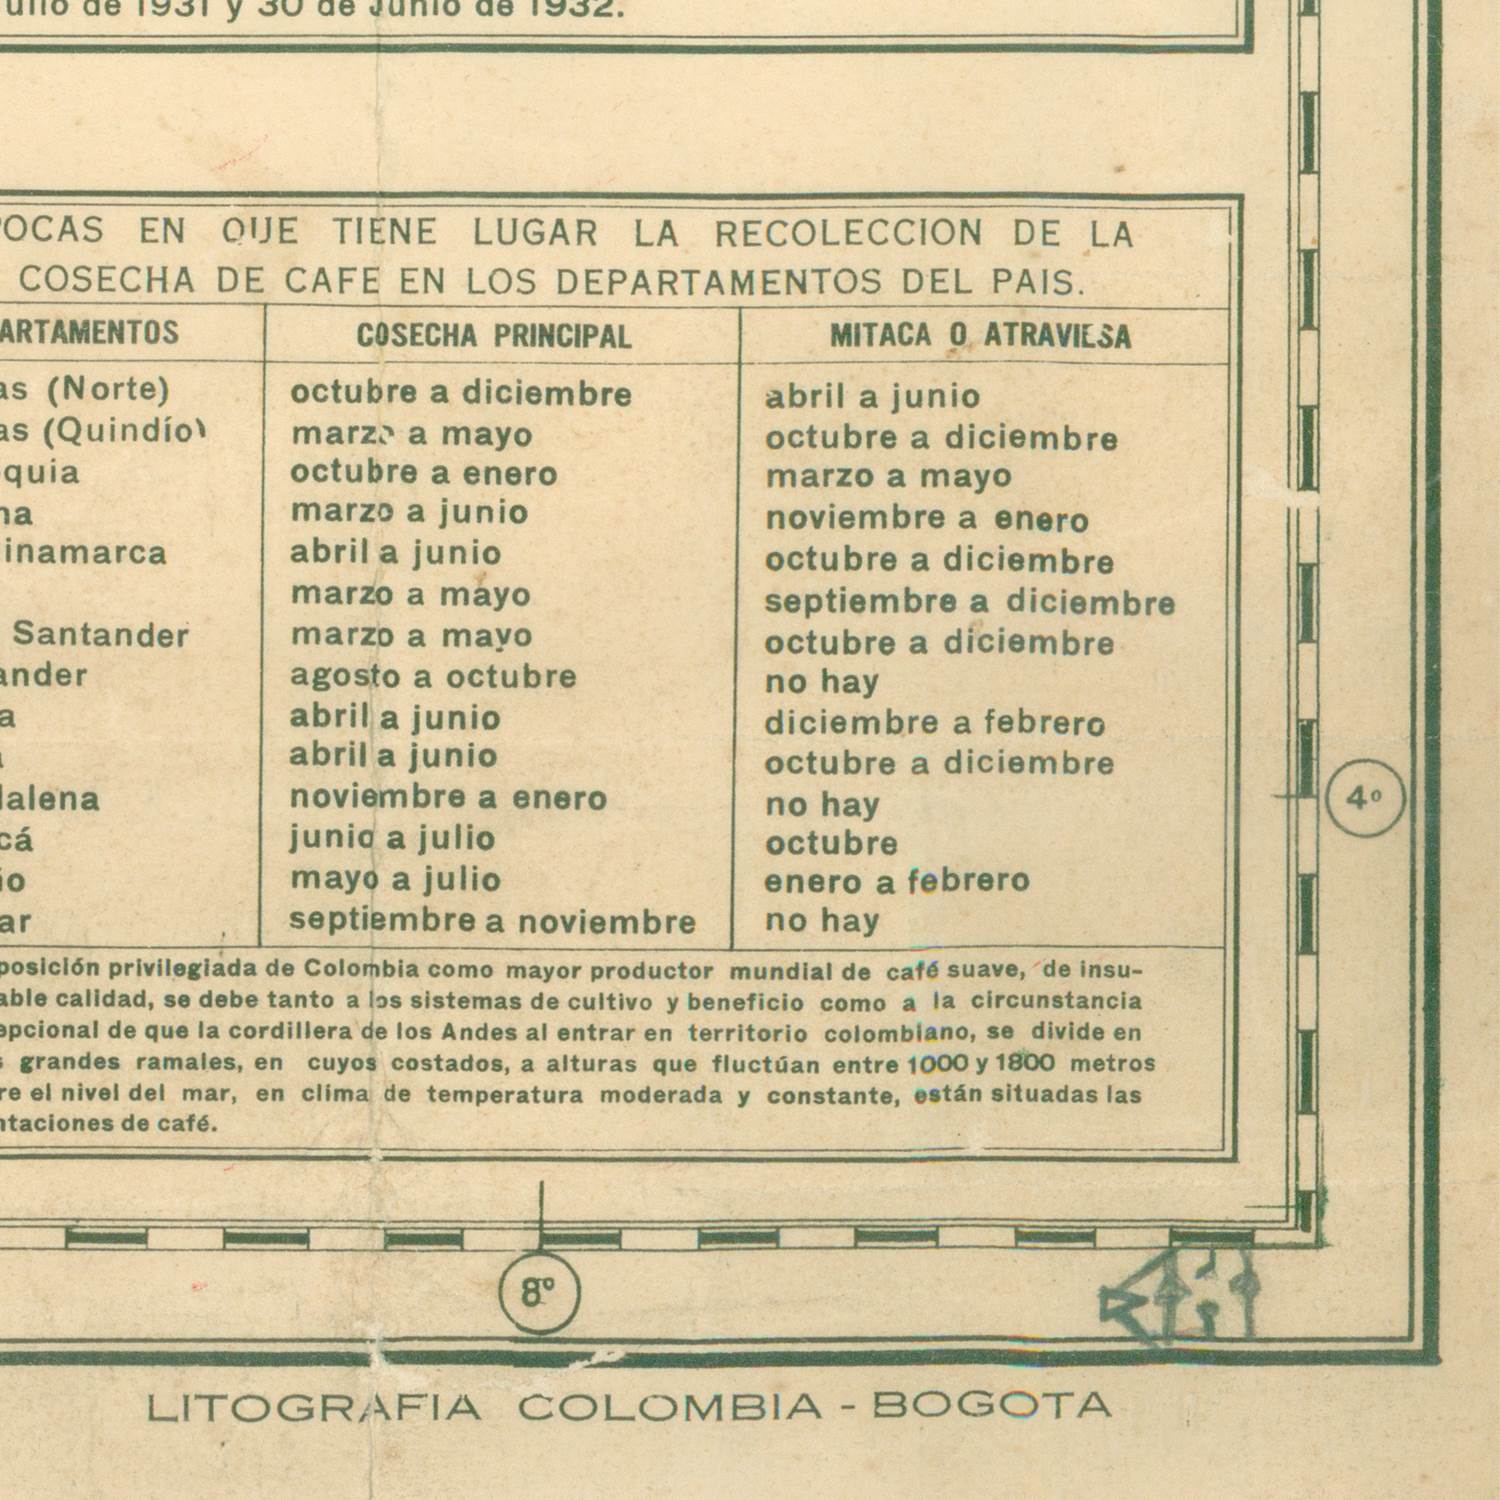 de 1931 y 30 de Junio de 1932.
EN QUE TIENE LUGAR LA RECOLECCION DE LA
COSECHA DE CAFE EN LOS DEPARTAMENTOS DEL PAIS.
ARTAMENTOS COSECHA PRINCIPAL MITACA O ATRAVIESA
as (Norte) octubre a diciembre abril a junio
as (Quindío) marzo a mayo octubre a diciembre
quia octubre a enero marzo a mayo
na marzo a junio noviembre a enero
inamarca abril a junio octubre a diciembre
marzo a mayo septiembre a diciembre
Santander marzo a mayo octubre a diciembre
ander agosto a octubre no hay
a abril a junio diciembre a febrero
abril a junio octubre a diciembre
alena noviembre a enero no hay
cá junio a julio octubre
o mayo a julio enero a febrero
ar septiembre a noviembre no hay
posición privilegiada de Colombia como mayor productor mundial de café suave, de insu-
able calidad, se debe tanto a los sistemas de cultivo y beneficio como a la circunstancia
epcional de que la cordillera de los Andes al entrar en territorio colombiano, se divide en
s grandes ramales, en cuyos costados, a alturas que fluctúan entre 1000 y 1800 metros
re el nivel del mar, en clima de temperatura moderada y constante, están situadas las
ntaciones de café.
4º
8º
LITOGRAFIA COLOMBIA - BOGOTA